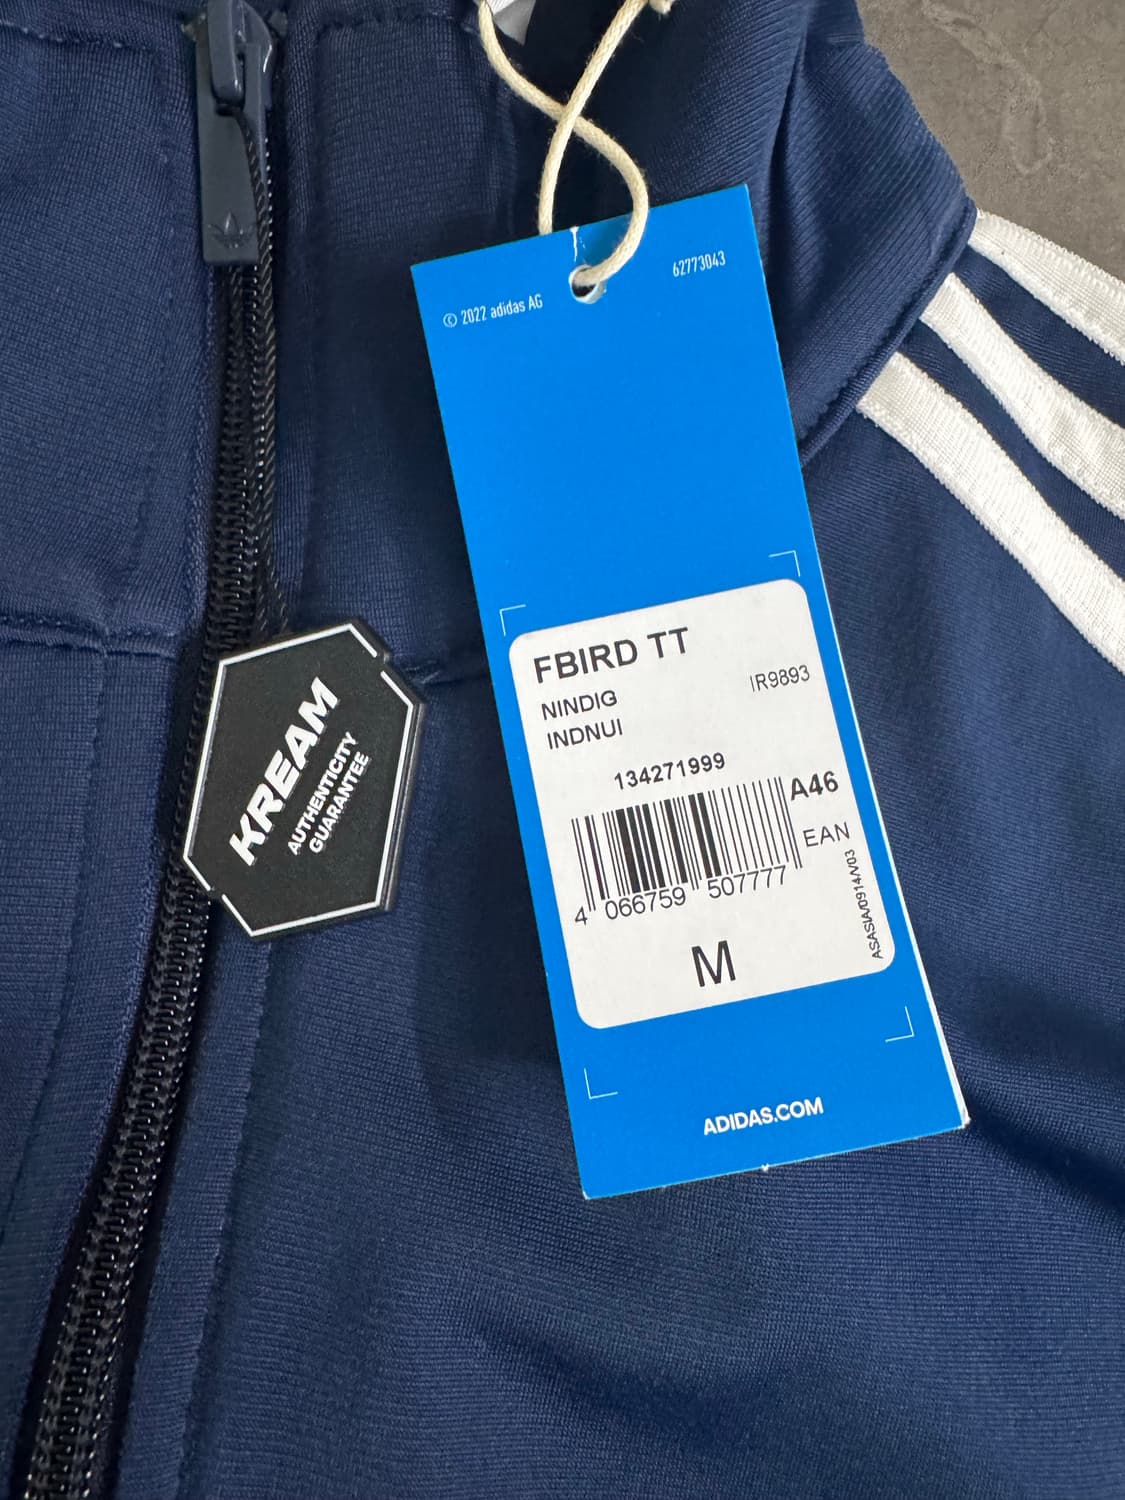 © 2022 adidas AG
62773043
FBIRD TT
NINDIG
IR9893
INDNUI
134271999
A46
EAN
4 066759 507777
ASASIA/0914/V03
M
ADIDAS.COM
KREAM
AUTHENTICITY
GUARANTEE